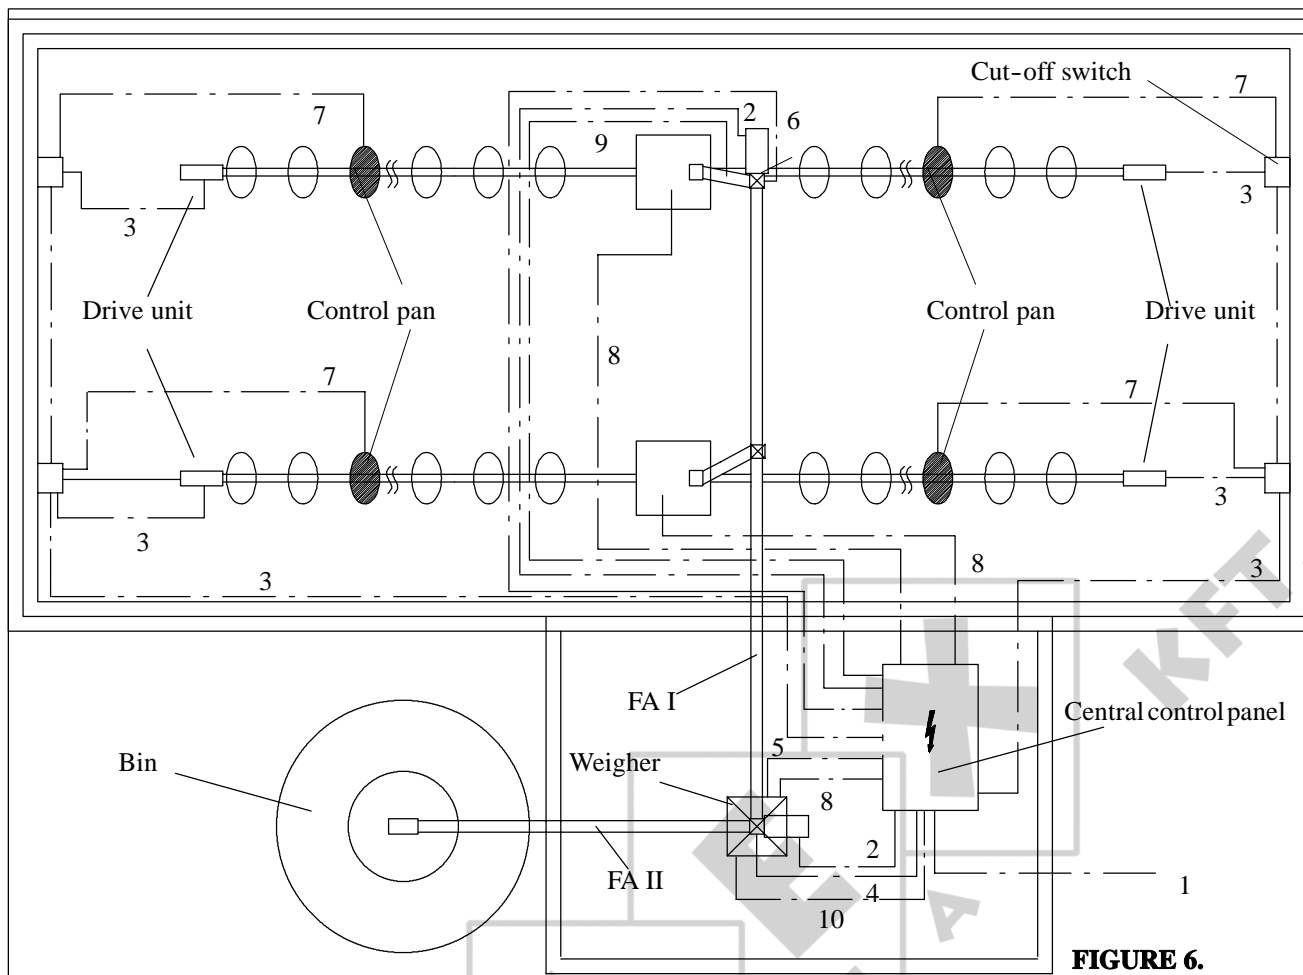 Cut-off switch
7
7
2
6
9
3
3
Drive unit
Control pan
Control pan
Drive unit
8
7
7
3
3
3
8
3
FA I
Central control panel
Bin
Weigher
5
8
2
FA II
4
1
10
FIGURE 6.
KFT
E
A